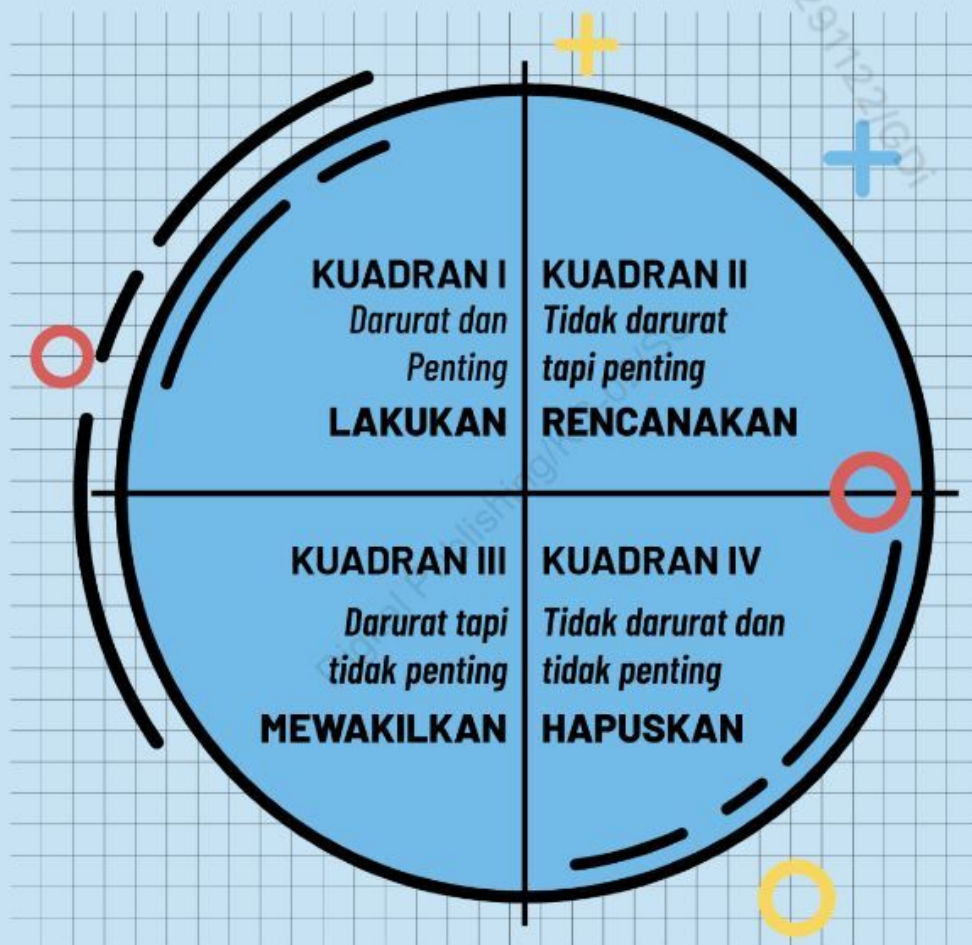 KUADRAN I
Darurat dan
Penting
LAKUKAN
KUADRAN II
Tidak darurat
tapi penting
RENCANAKAN
KUADRAN III
Darurat tapi
tidak penting
MEWAKILKAN
KUADRAN IV
Tidak darurat dan
tidak penting
HAPUSKAN